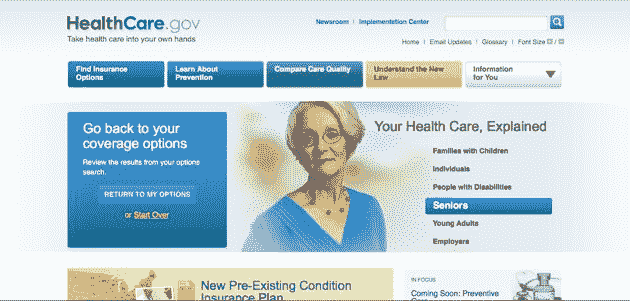 HealthCare.gov
Take health care into your own hands
Newsroom | Implementation Center
Home | Email Updates | Glossary | Font Size
Find Insurance Options
Learn About Prevention
Compare Care Quality
Understand the New Law
Information for You
Go back to your
coverage options
Review the results from your options
search.
RETURN TO MY OPTIONS
or Start Over
Your Health Care, Explained
Families with Children
Individuals
People with Disabilities
Seniors
Young Adults
Employers
New Pre-Existing Condition
Insurance Plan
IN FOCUS
Coming Soon: Preventive